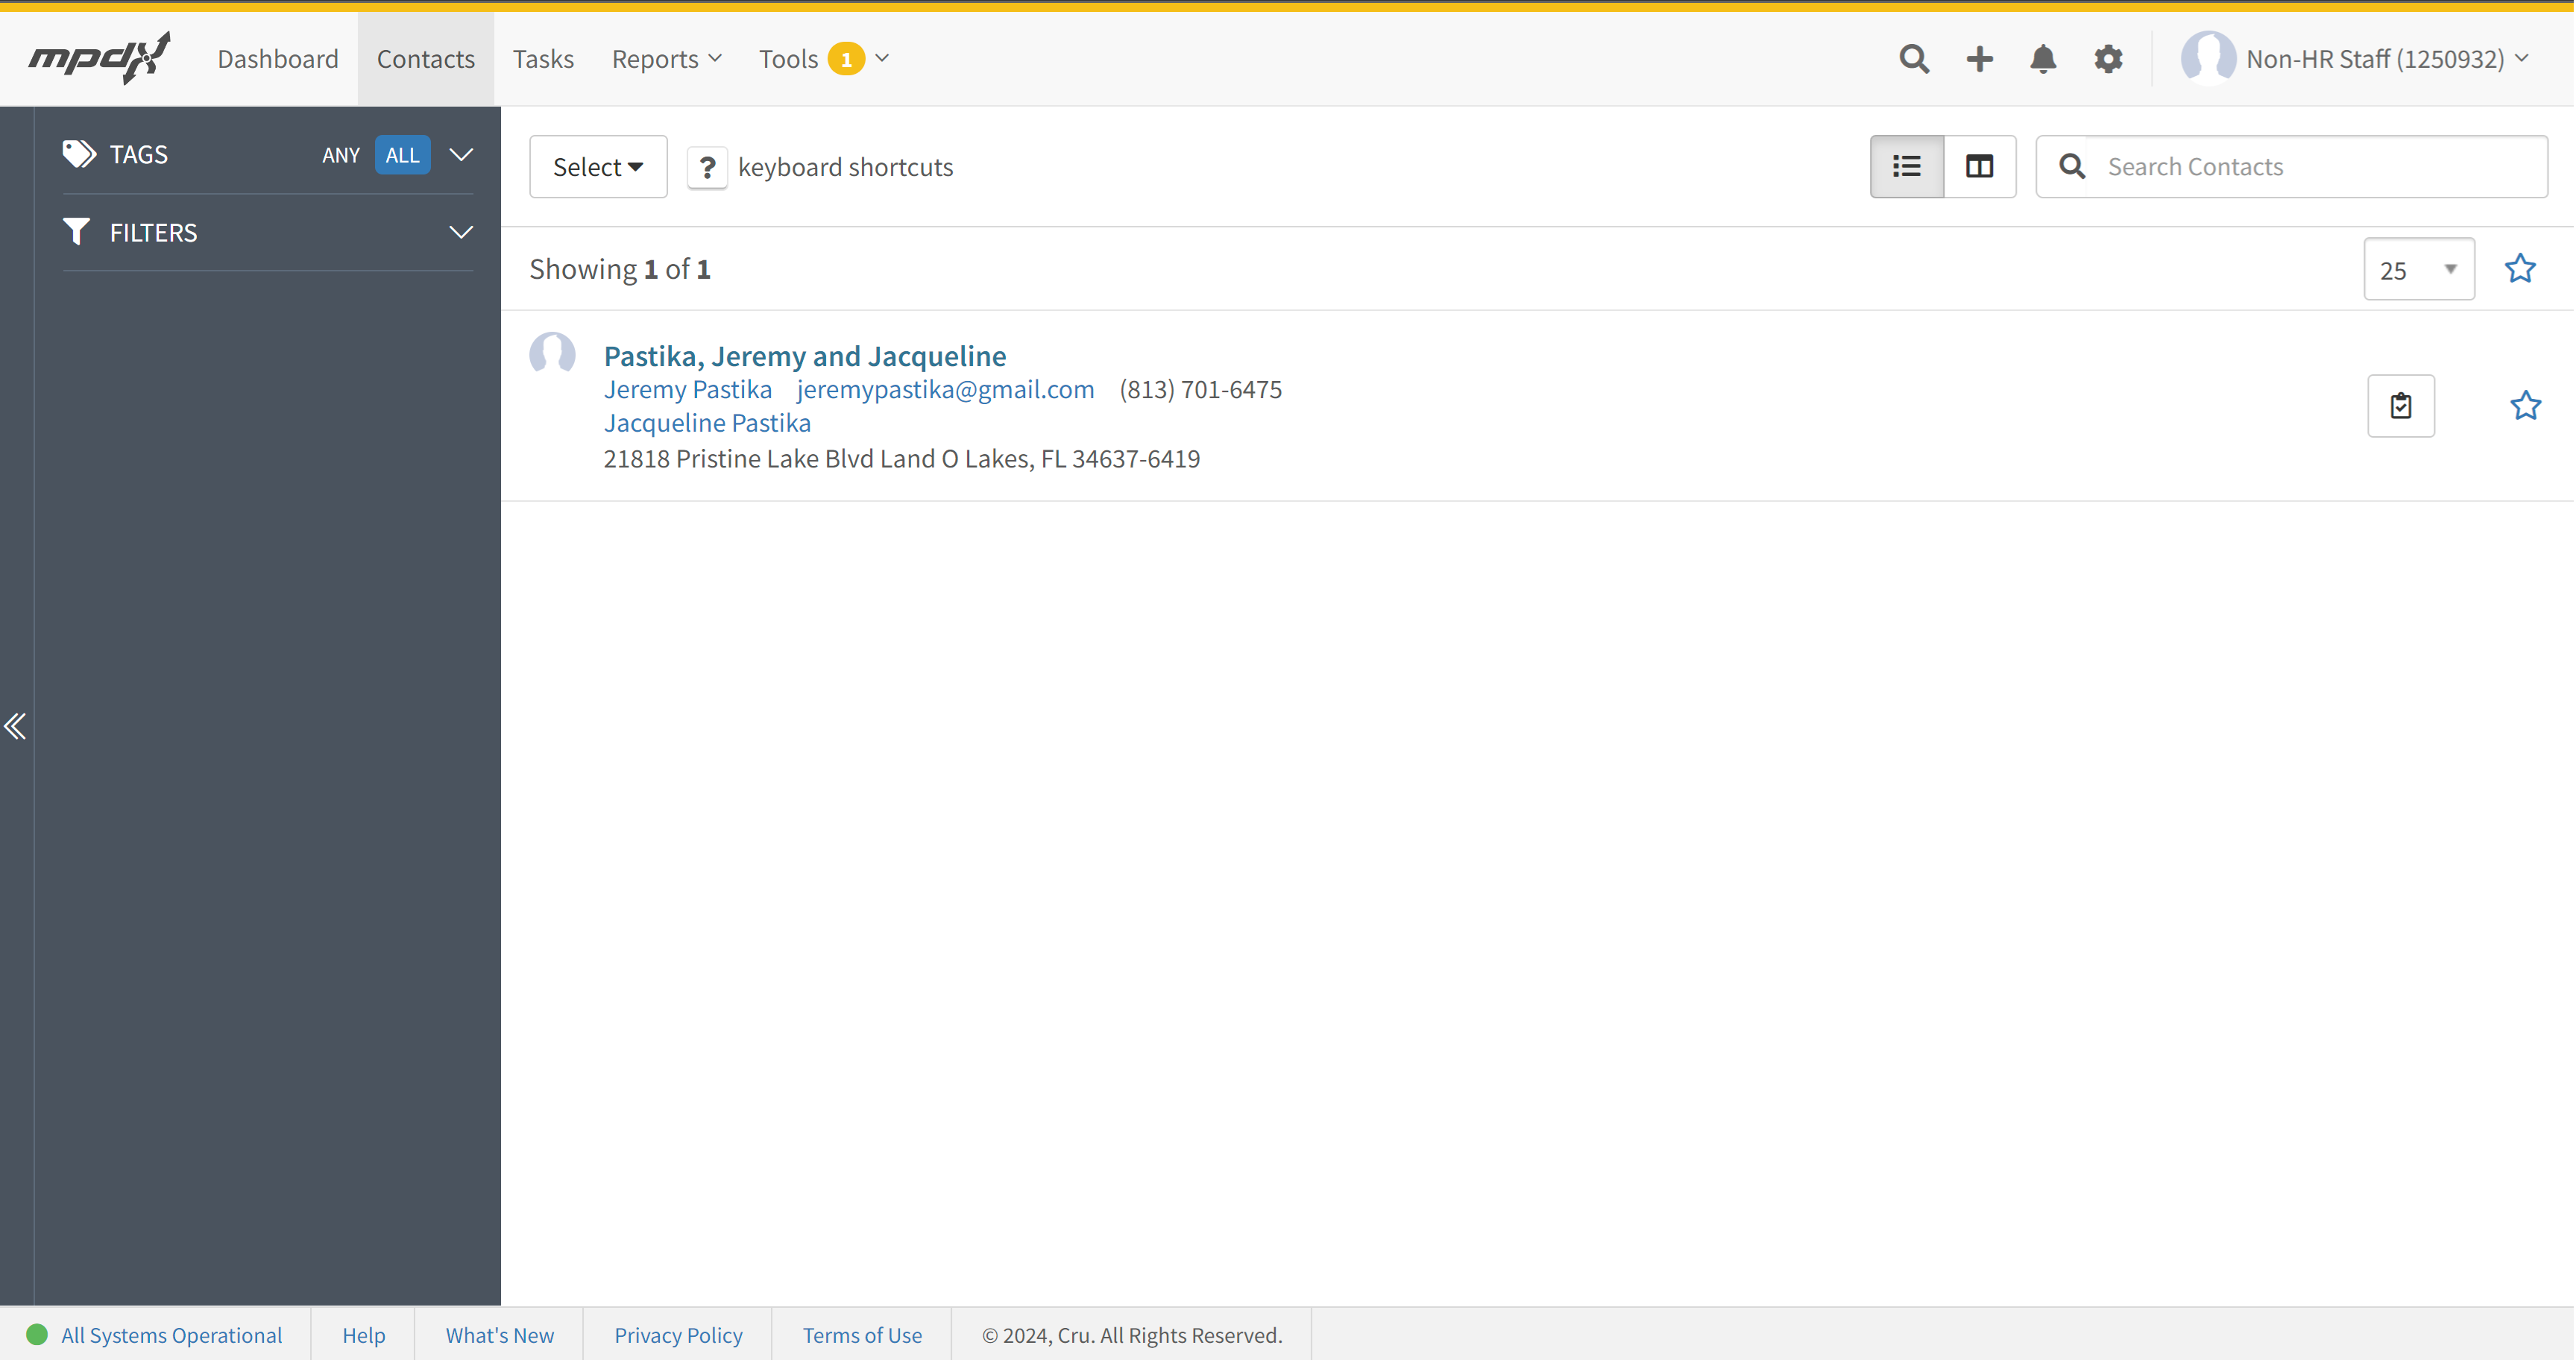 mpdx Dashboard Contacts Tasks Reports Tools 1 Non-HR Staff (1250932)
TAGS ANY ALL
FILTERS
Select ? keyboard shortcuts Search Contacts
Showing 1 of 1 25
Pastika, Jeremy and Jacqueline
Jeremy Pastika jeremypastika@gmail.com (813) 701-6475
Jacqueline Pastika
21818 Pristine Lake Blvd Land O Lakes, FL 34637-6419
All Systems Operational Help What's New Privacy Policy Terms of Use © 2024, Cru. All Rights Reserved.